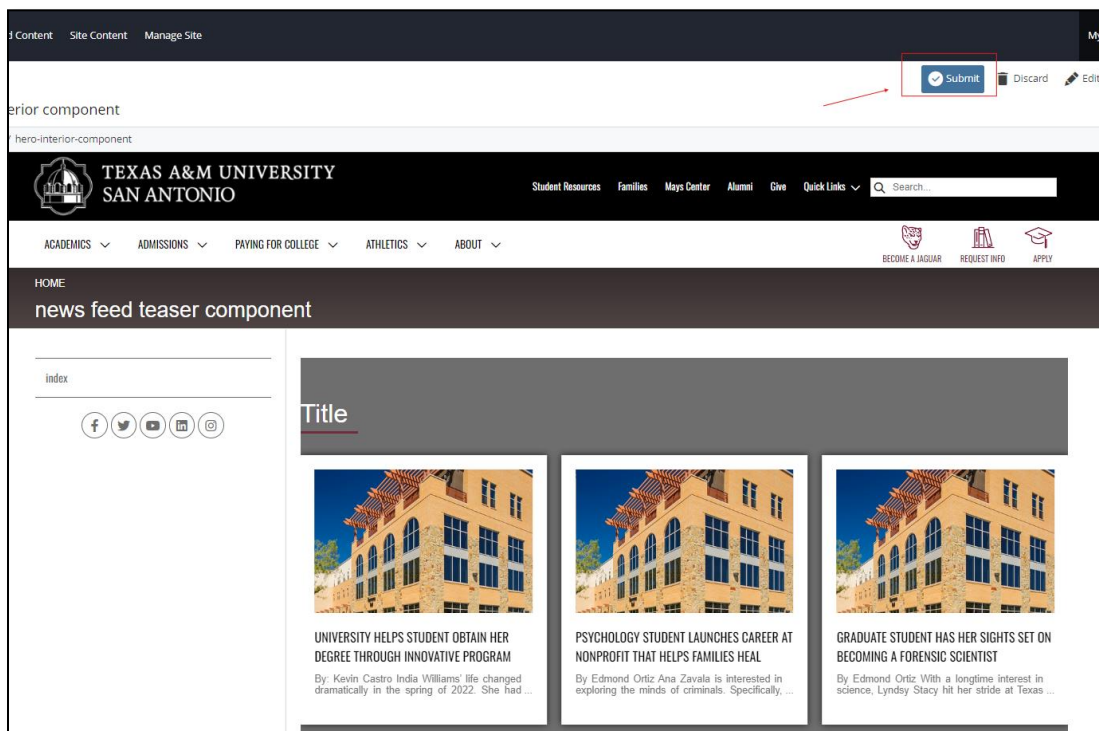 d Content Site Content Manage Site My
Submit Discard Edit
erior component
/ hero-interior-component
TEXAS A&M UNIVERSITY
SAN ANTONIO
Student Resources Families Mays Center Alumni Give Quick Links Search...
ACADEMICS ADMISSIONS PAYING FOR COLLEGE ATHLETICS ABOUT
BECOME A JAGUAR REQUEST INFO APPLY
HOME
news feed teaser component
index
Title
UNIVERSITY HELPS STUDENT OBTAIN HER
DEGREE THROUGH INNOVATIVE PROGRAM
By: Kevin Castro India Williams' life changed
dramatically in the spring of 2022. She had ...
PSYCHOLOGY STUDENT LAUNCHES CAREER AT
NONPROFIT THAT HELPS FAMILIES HEAL
By Edmond Ortiz Ana Zavala is interested in
exploring the minds of criminals. Specifically, ...
GRADUATE STUDENT HAS HER SIGHTS SET ON
BECOMING A FORENSIC SCIENTIST
By Edmond Ortiz With a longtime interest in
science, Lyndsy Stacy hit her stride at Texas ...